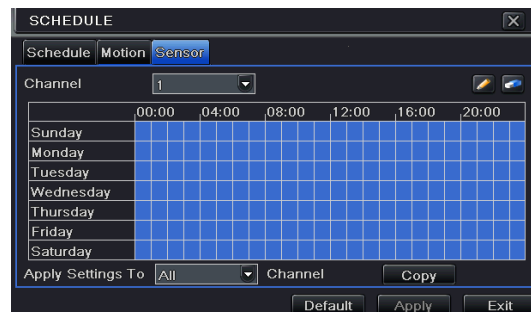 SCHEDULE
Schedule Motion Sensor
Channel 1
00:00 04:00 08:00 12:00 16:00 20:00
Sunday
Monday
Tuesday
Wednesday
Thursday
Friday
Saturday
Apply Settings To All Channel Copy
Default Apply Exit